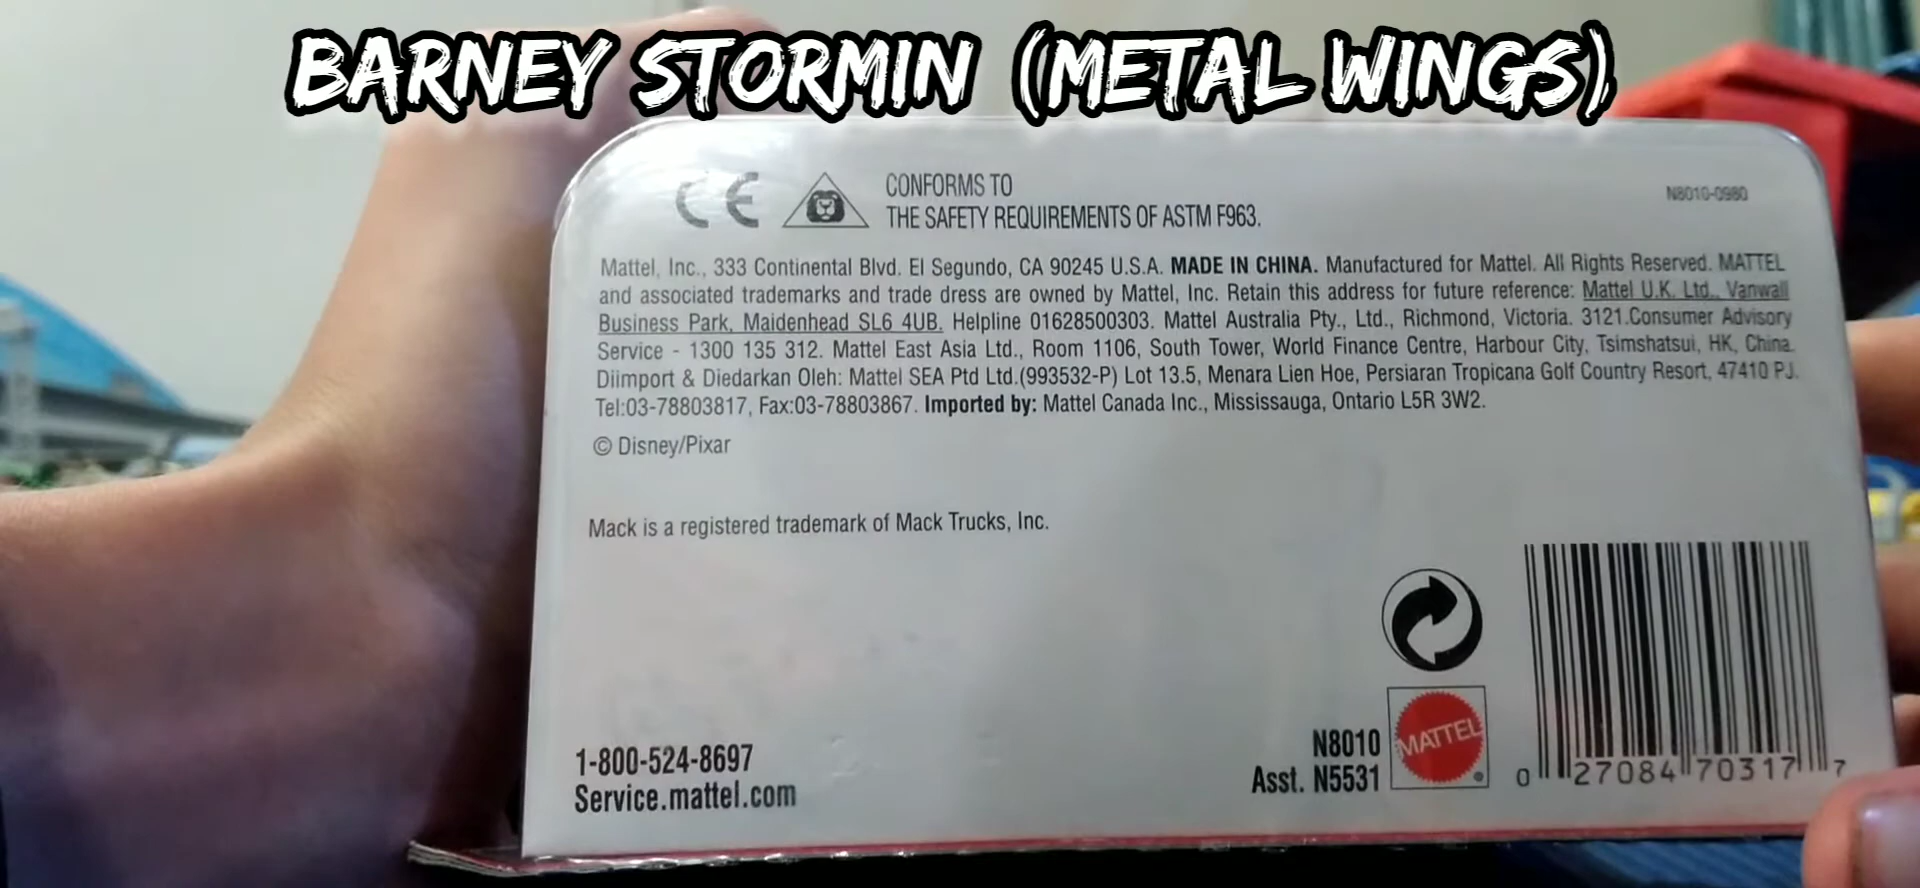 BARNEY STORMIN (METAL WINGS)
CE
CONFORMS TO
THE SAFETY REQUIREMENTS OF ASTM F963.
N8010-0980
Mattel, Inc., 333 Continental Blvd. El Segundo, CA 90245 U.S.A. MADE IN CHINA. Manufactured for Mattel. All Rights Reserved. MATTEL
and associated trademarks and trade dress are owned by Mattel, Inc. Retain this address for future reference: Mattel U.K. Ltd., Vanwall
Business Park, Maidenhead SL6 4UB. Helpline 01628500303. Mattel Australia Pty., Ltd., Richmond, Victoria. 3121.Consumer Advisory
Service - 1300 135 312. Mattel East Asia Ltd., Room 1106, South Tower, World Finance Centre, Harbour City, Tsimshatsui, HK, China.
Diimport & Diedarkan Oleh: Mattel SEA Ptd Ltd.(993532-P) Lot 13.5, Menara Lien Hoe, Persiaran Tropicana Golf Country Resort, 47410 PJ.
Tel:03-78803817, Fax:03-78803867. Imported by: Mattel Canada Inc., Mississauga, Ontario L5R 3W2.
© Disney/Pixar
Mack is a registered trademark of Mack Trucks, Inc.
1-800-524-8697
Service.mattel.com
N8010
Asst. N5531
MATTEL
0 27084 70317 7